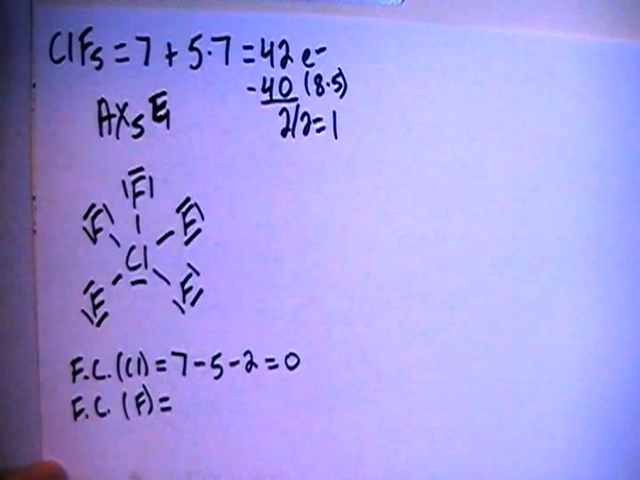 ClF₅ = 7 + 5·7 = 42 e-
- 40 (8·5)
AX₅E
2/2 = 1
F
F F
Cl
F F
F.C. (Cl) = 7 - 5 - 2 = 0
F.C. (F) =